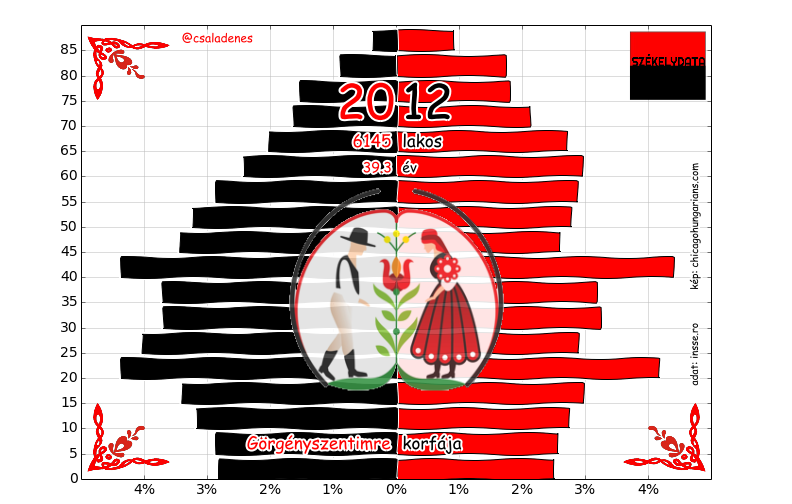 @csaladenes
SZÉKELYDATA
2012
6145 lakos
39.3 év
kép: chicagohungarians.com
adat: insse.ro
Görgényszentimre korfája
85
80
75
70
65
60
55
50
45
40
35
30
25
20
15
10
5
0
4% 3% 2% 1% 0% 1% 2% 3% 4%